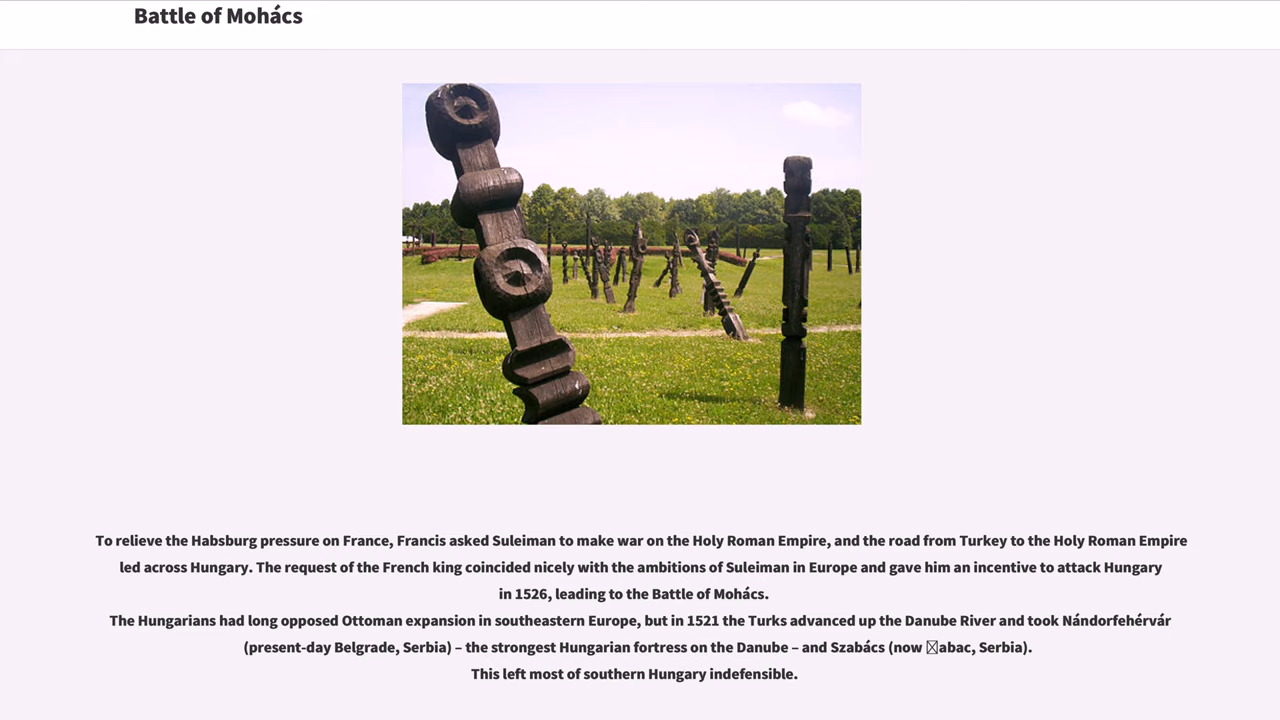 Battle of Mohács
To relieve the Habsburg pressure on France, Francis asked Suleiman to make war on the Holy Roman Empire, and the road from Turkey to the Holy Roman Empire
led across Hungary. The request of the French king coincided nicely with the ambitions of Suleiman in Europe and gave him an incentive to attack Hungary
in 1526, leading to the Battle of Mohács.
The Hungarians had long opposed Ottoman expansion in southeastern Europe, but in 1521 the Turks advanced up the Danube River and took Nándorfehérvár
(present-day Belgrade, Serbia) – the strongest Hungarian fortress on the Danube – and Szabács (now abac, Serbia).
This left most of southern Hungary indefensible.